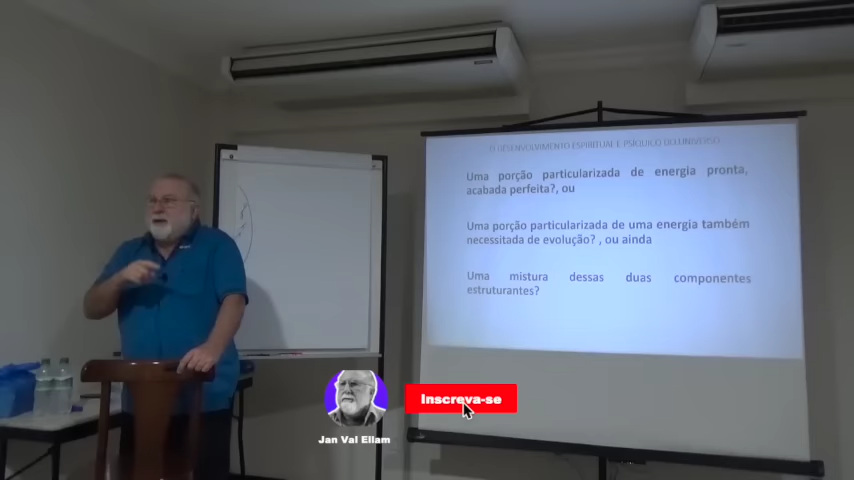 O DESENVOLVIMENTO ESPIRITUAL E PSÍQUICO DO UNIVERSO
Uma porção particularizada de energia pronta,
acabada perfeita?, ou
Uma porção particularizada de uma energia também
necessitada de evolução? , ou ainda
Uma mistura dessas duas componentes
estruturantes?
Inscreva-se
Jan Val Ellam